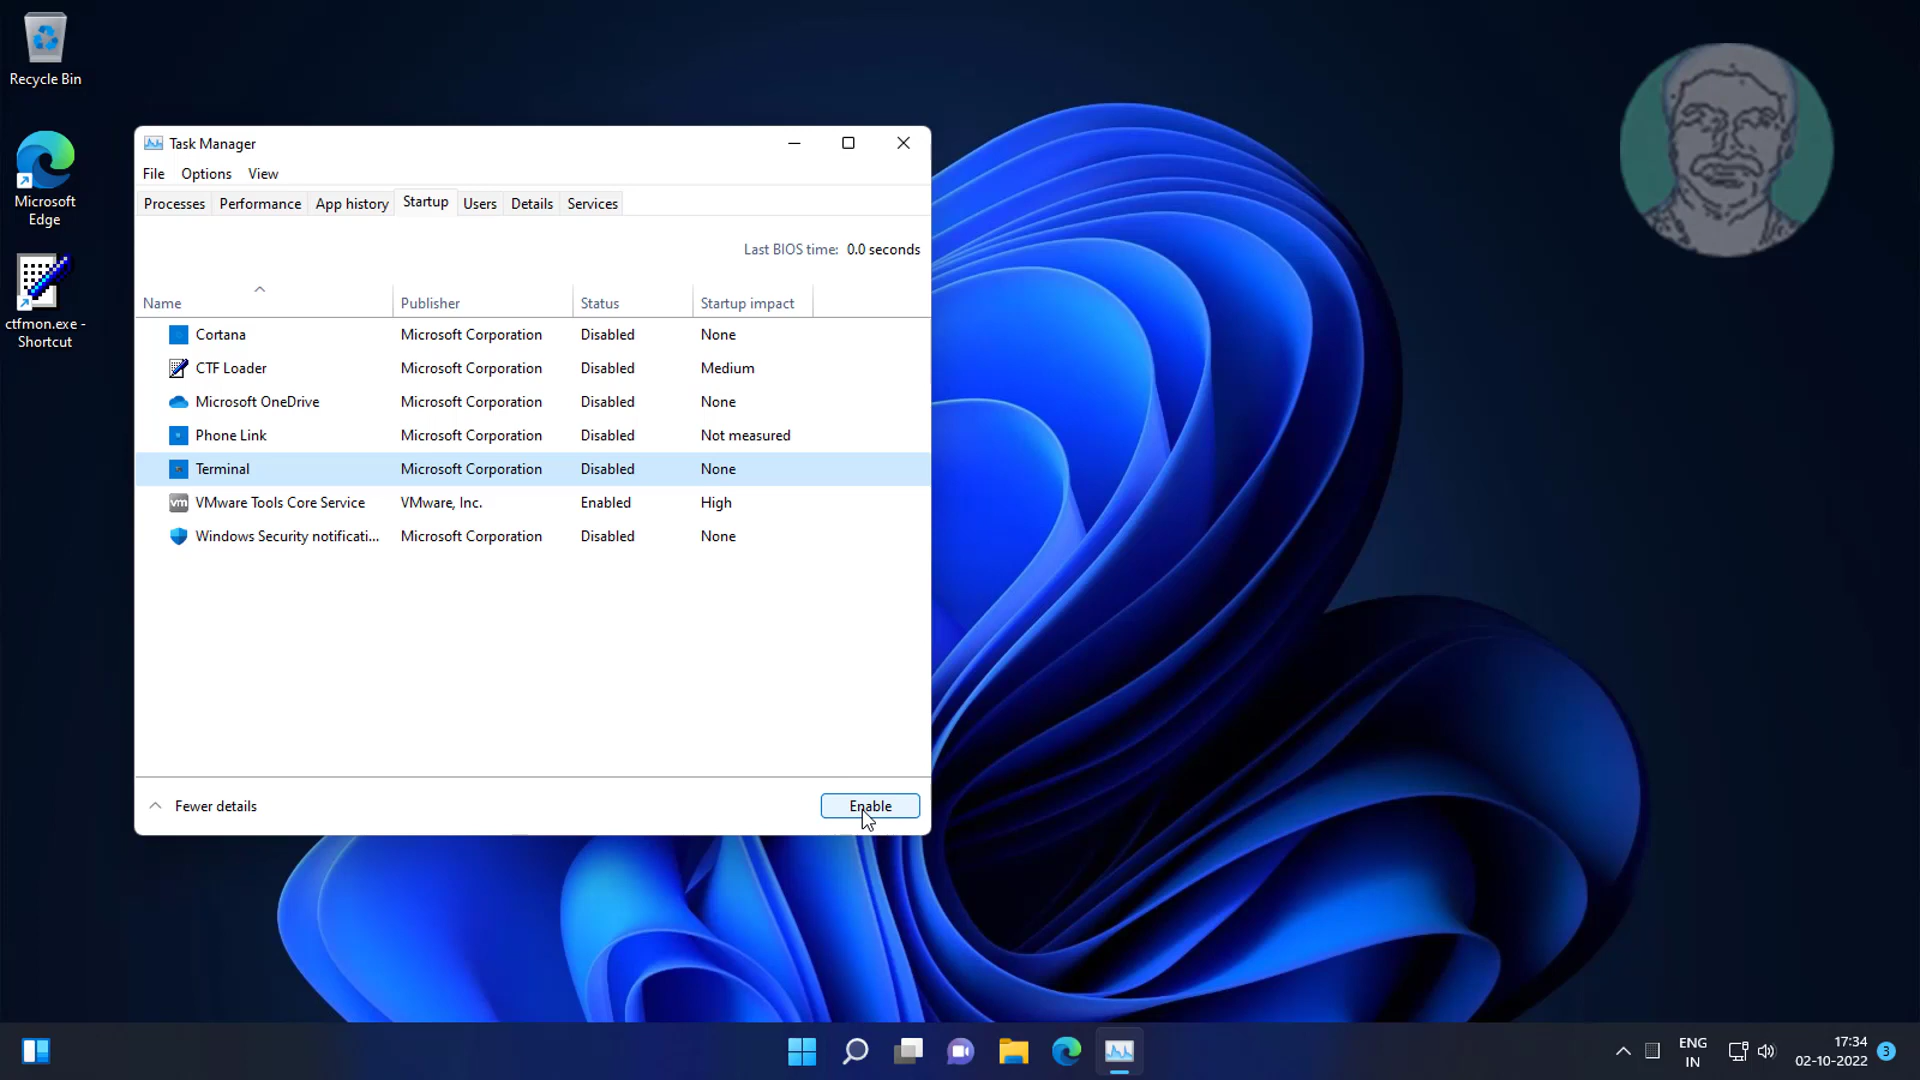 Recycle Bin
Microsoft
Edge
ctfmon.exe -
Shortcut
Task Manager
File Options View
Processes Performance App history Startup Users Details Services
Last BIOS time: 0.0 seconds
Name Publisher Status Startup impact
Cortana Microsoft Corporation Disabled None
CTF Loader Microsoft Corporation Disabled Medium
Microsoft OneDrive Microsoft Corporation Disabled None
Phone Link Microsoft Corporation Disabled Not measured
Terminal Microsoft Corporation Disabled None
vm VMware Tools Core Service VMware, Inc. Enabled High
Windows Security notificati... Microsoft Corporation Disabled None
Fewer details Enable
ENG
IN
17:34
02-10-2022
3